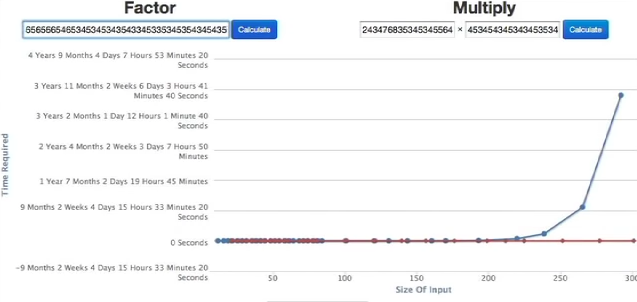 Factor
Multiply
6565665465345345343543345335345354345435
Calculate
243476835345345564
×
453454345343453534
Calculate
4 Years 9 Months 4 Days 7 Hours 53 Minutes 20
Seconds
3 Years 11 Months 2 Weeks 6 Days 3 Hours 41
Minutes 40 Seconds
3 Years 2 Months 1 Day 12 Hours 1 Minute 40
Seconds
2 Years 4 Months 2 Weeks 3 Days 7 Hours 50
Minutes
1 Year 7 Months 2 Days 19 Hours 45 Minutes
9 Months 2 Weeks 4 Days 15 Hours 33 Minutes 20
Seconds
0 Seconds
-9 Months 2 Weeks 4 Days 15 Hours 33 Minutes 20
Seconds
Time Required
50 100 150 200 250 300
Size Of Input